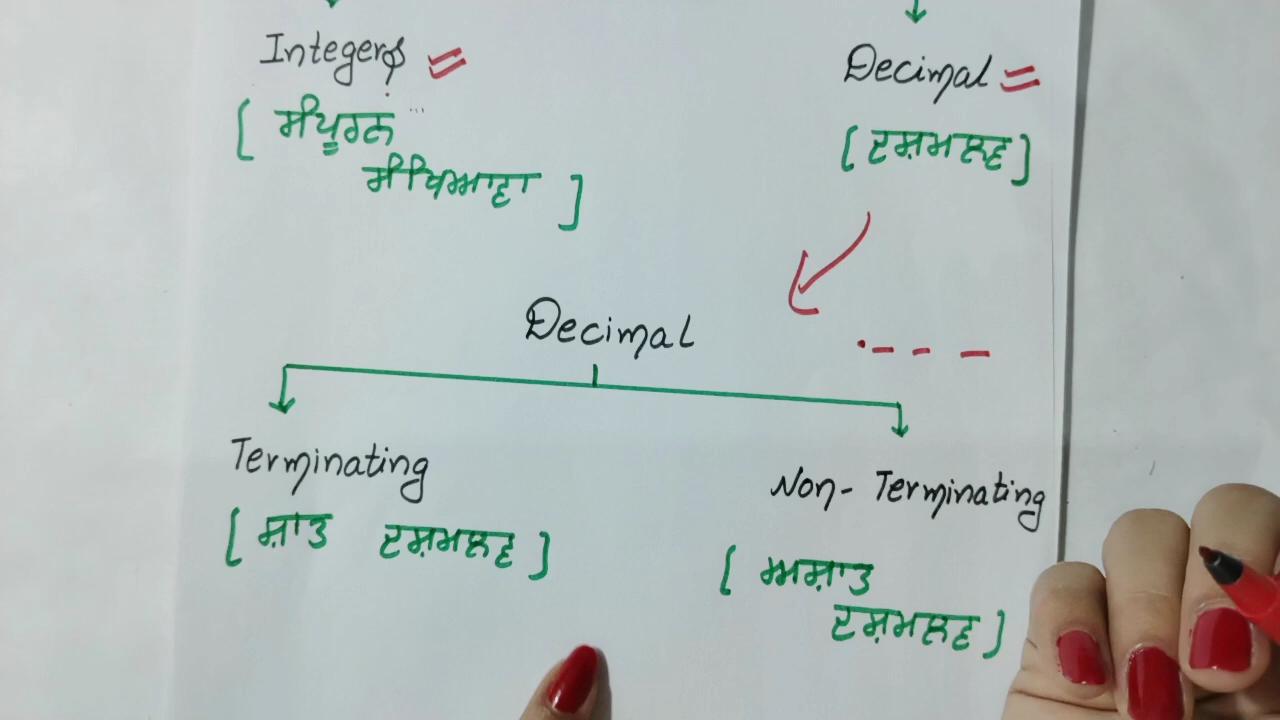 Integers =
Decimal =
[ ਸੰਪੂਰਨ
ਸੰਖਿਆਵਾ ]
[ ਦਸ਼ਮਲਵ ]
Decimal
. _ _ _
Terminating
Non- Terminating
[ ਸ਼ਾਤ ਦਸ਼ਮਲਵ ]
[ ਅਸ਼ਾਤ
ਦਸ਼ਮਲਵ ]